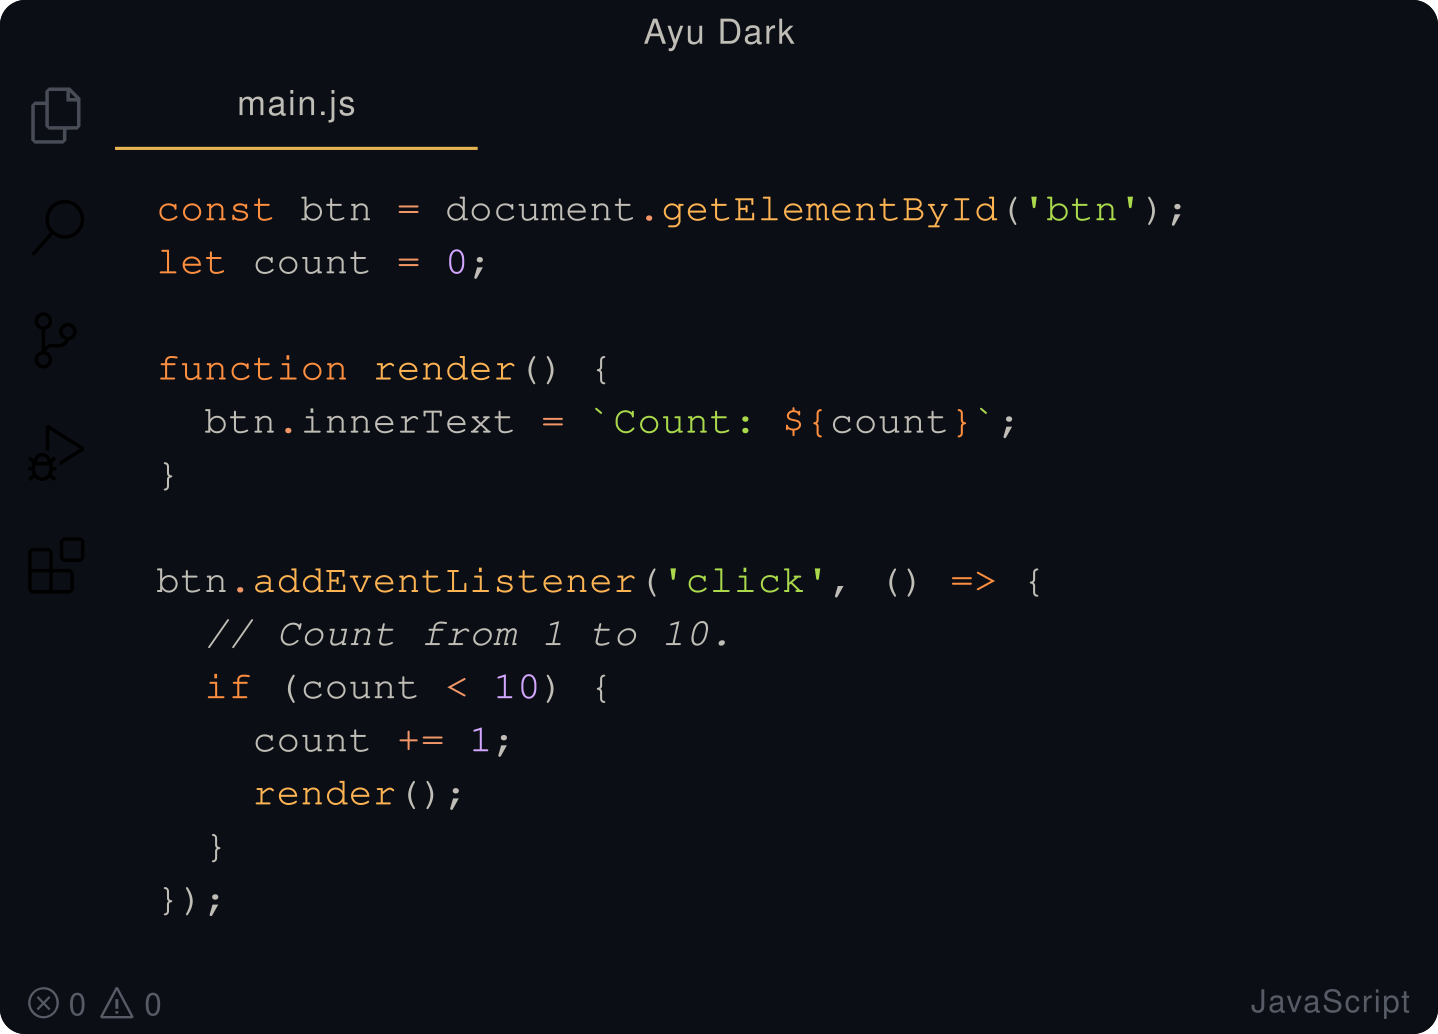 Ayu Dark
main.js
const btn = document.getElementById('btn');
let count = 0;
function render() {
  btn.innerText = `Count: ${count}`;
}
btn.addEventListener('click', () => {
  // Count from 1 to 10.
  if (count < 10) {
    count += 1;
    render();
  }
});
0 0 JavaScript